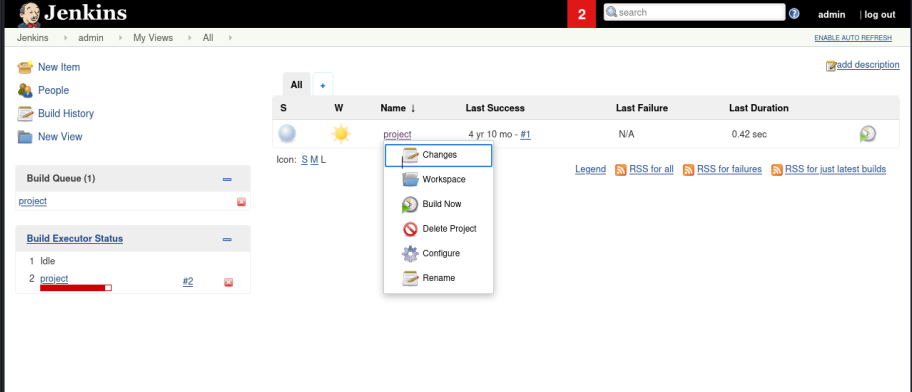 Jenkins
2 search admin | log out
Jenkins admin My Views All ENABLE AUTO REFRESH
New Item
People
Build History
New View
Build Queue (1)
project
Build Executor Status
1 Idle
2 project #2
add description
All +
S W Name ↓ Last Success Last Failure Last Duration
project 4 yr 10 mo - #1 N/A 0.42 sec
Icon: S M L
Changes
Workspace
Build Now
Delete Project
Configure
Rename
Legend RSS for all RSS for failures RSS for just latest builds